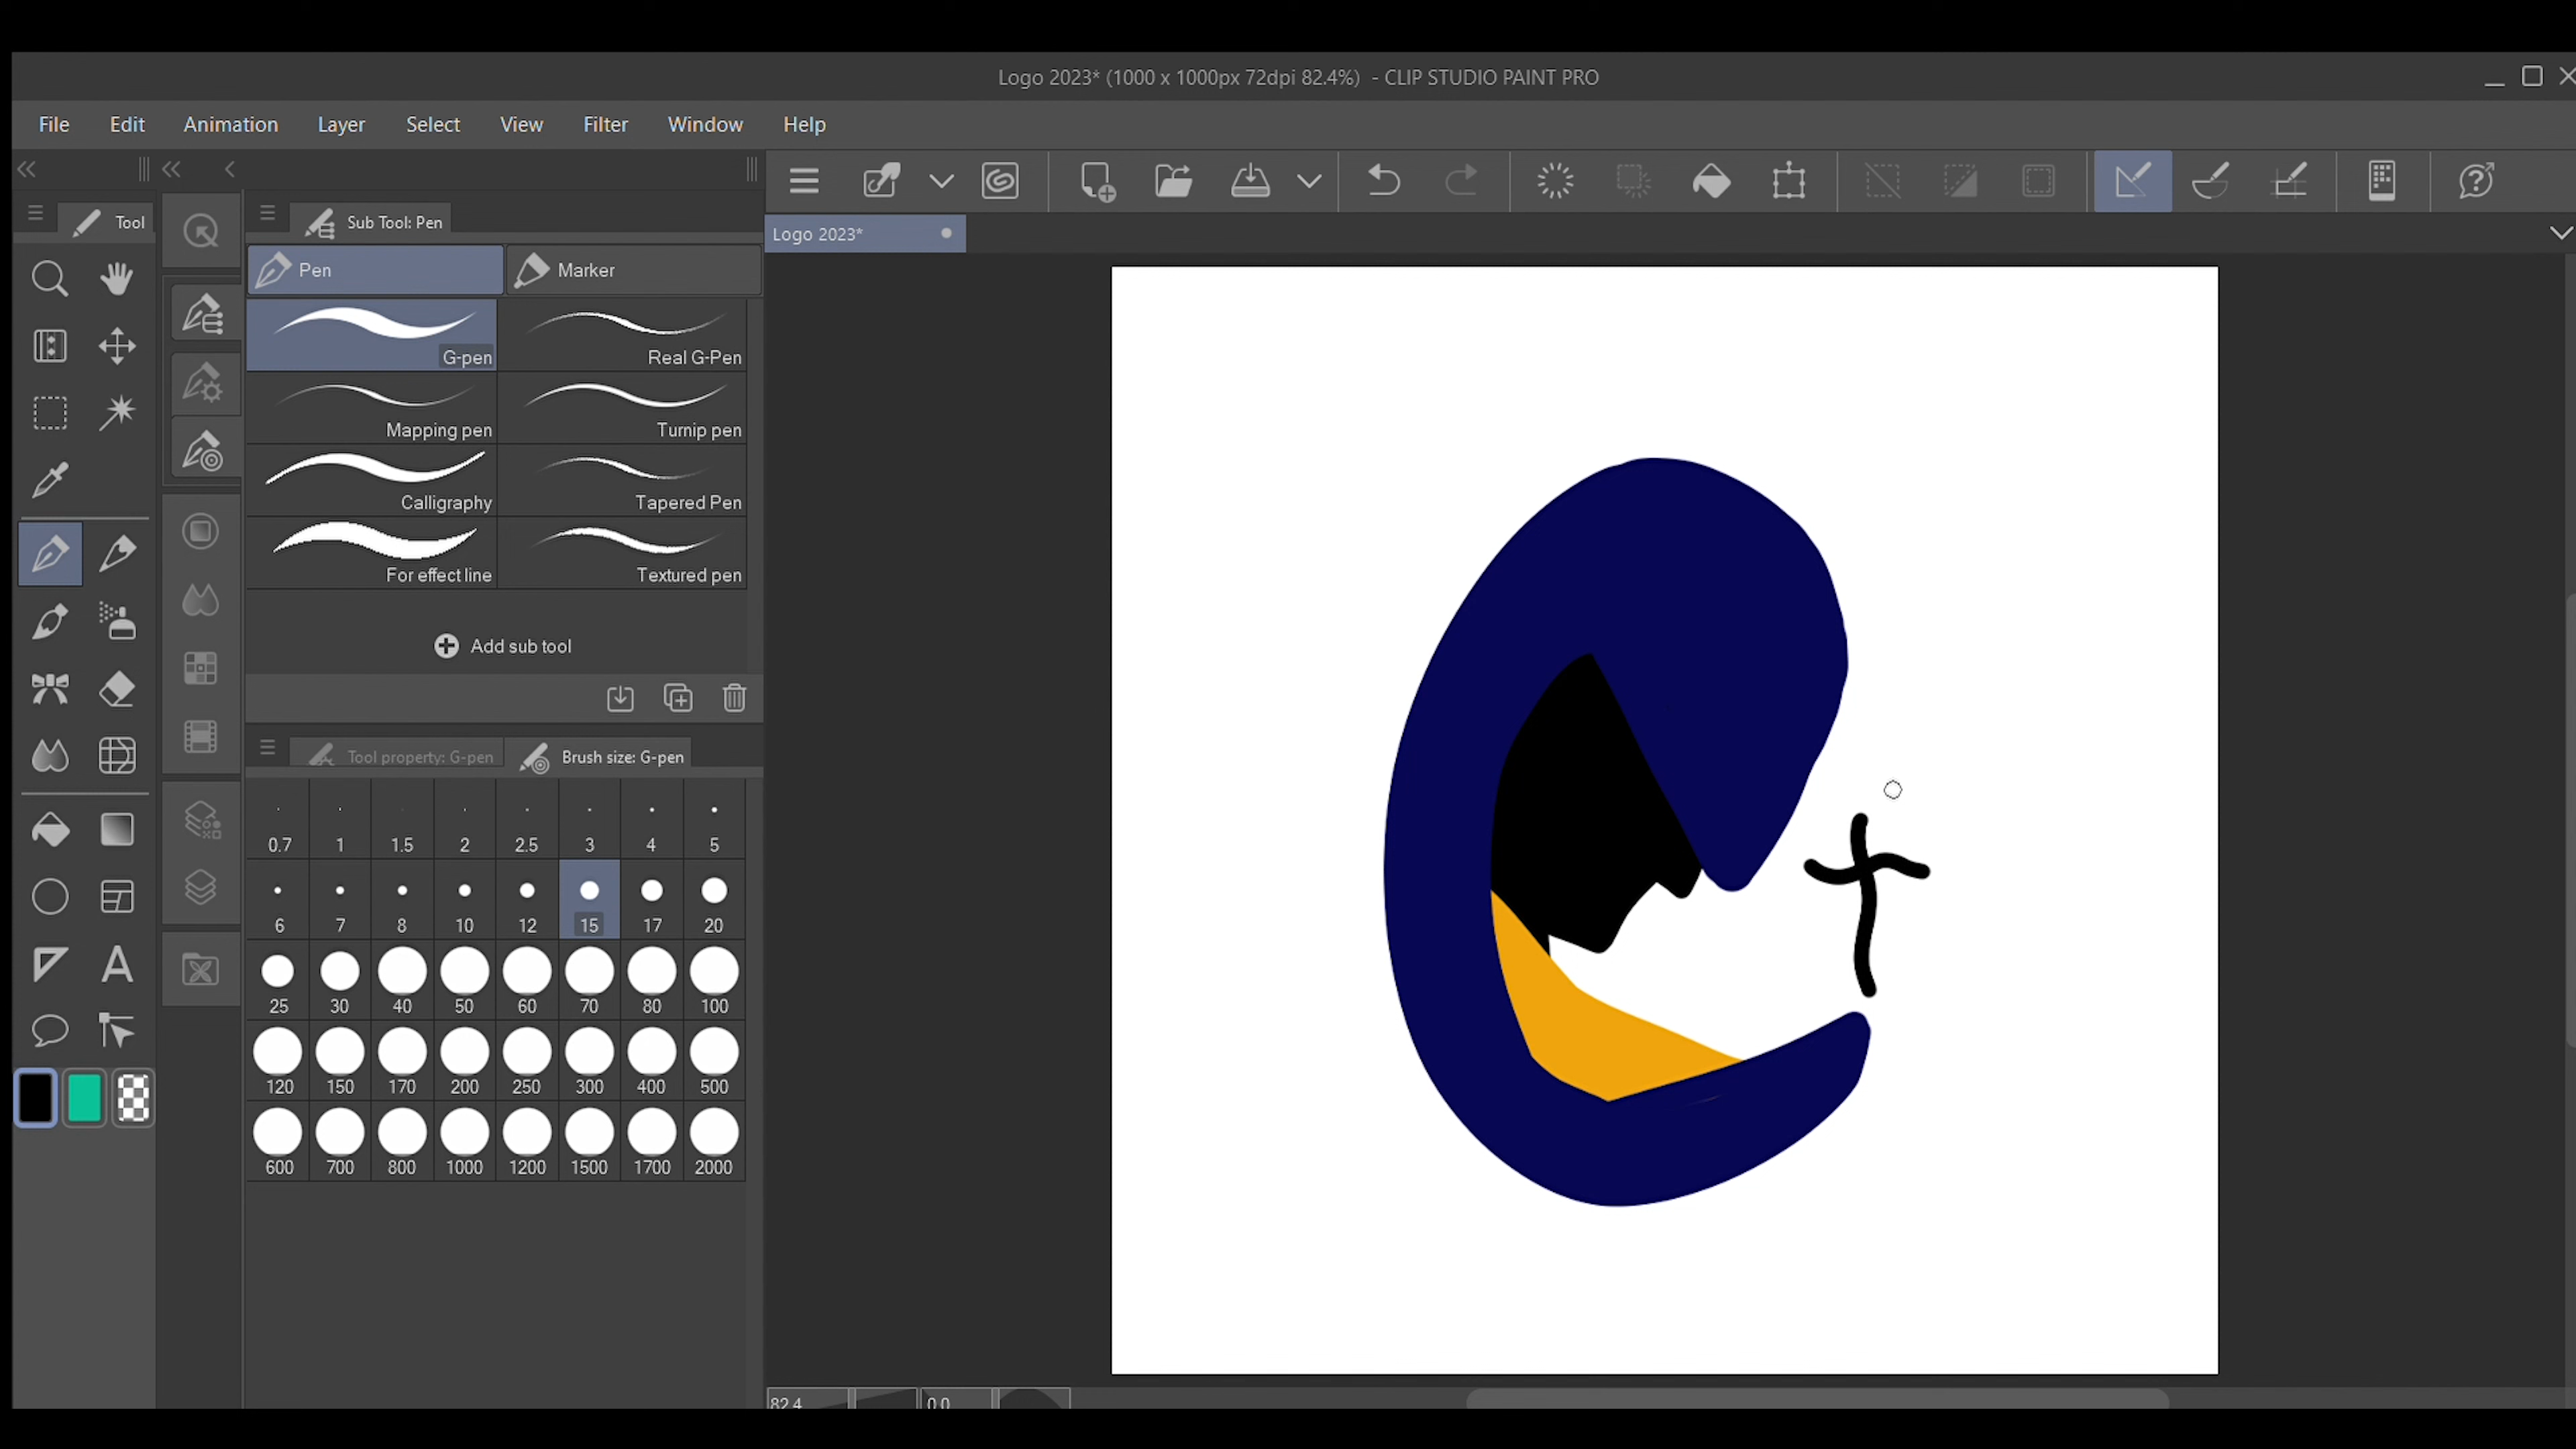 Logo 2023* (1000 x 1000px 72dpi 82.4%) - CLIP STUDIO PAINT PRO
File Edit Animation Layer Select View Filter Window Help
Tool
Sub Tool: Pen
Logo 2023*
Pen Marker
G-pen Real G-Pen
Mapping pen Turnip pen
Calligraphy Tapered Pen
For effect line Textured pen
Add sub tool
Tool property: G-pen Brush size: G-pen
0.7 1 1.5 2 2.5 3 4 5
6 7 8 10 12 15 17 20
25 30 40 50 60 70 80 100
120 150 170 200 250 300 400 500
600 700 800 1000 1200 1500 1700 2000
82.4 0.0